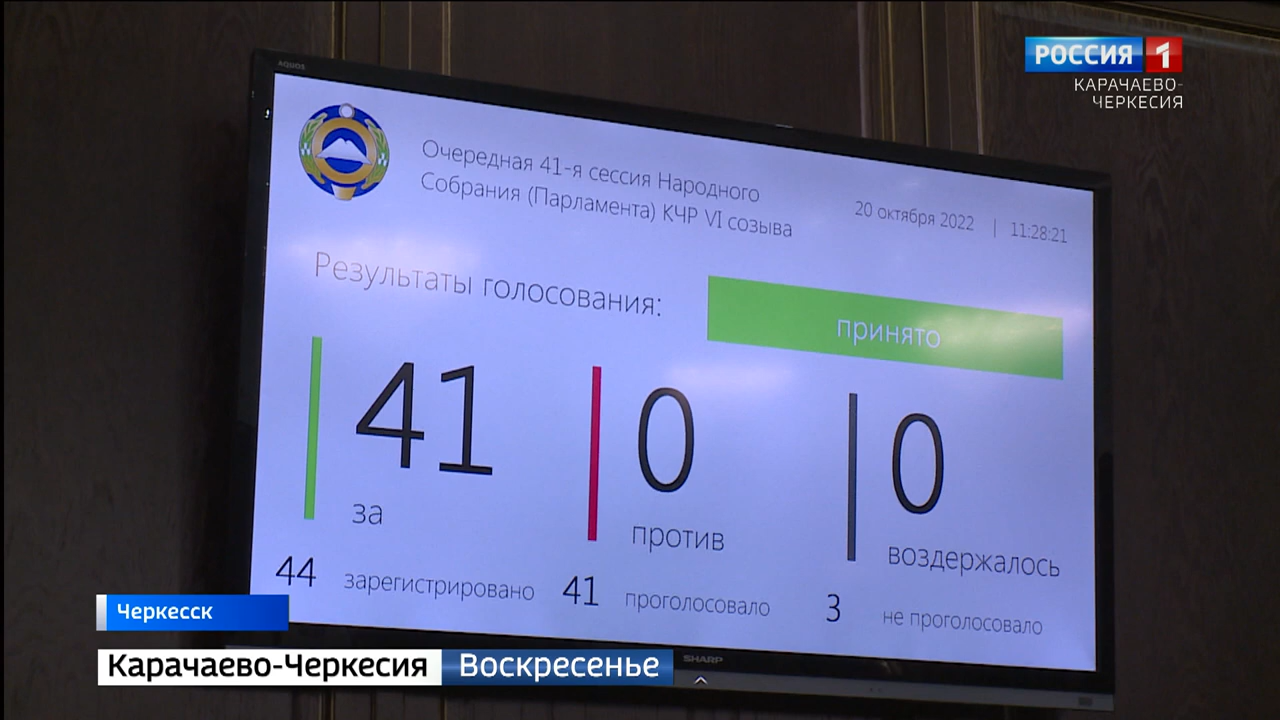 РОССИЯ 1
КАРАЧАЕВО-
ЧЕРКЕСИЯ
AQUOS
Очередная 41-я сессия Народного
Собрания (Парламента) КЧР VI созыва
20 октября 2022 | 11:28:21
Результаты голосования:
принято
41
за
0
против
0
воздержалось
44 зарегистрировано
41 проголосовало
3 не проголосовало
SHARP
Черкесск
Карачаево-Черкесия Воскресенье